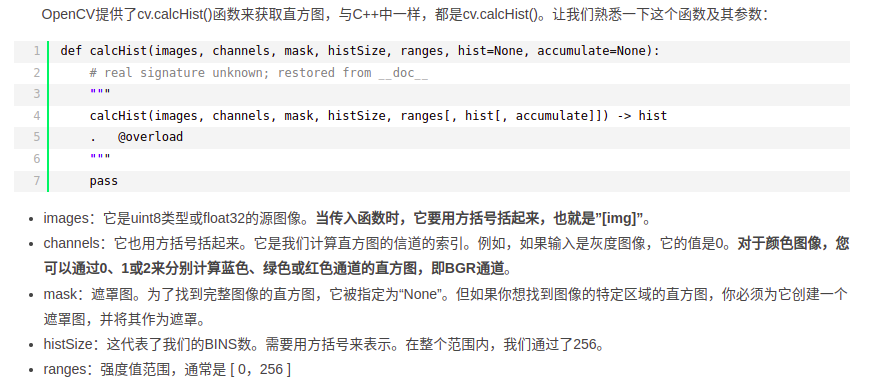 OpenCV提供了cv.calcHist()函数来获取直方图，与C++中一样，都是cv.calcHist()。让我们熟悉一下这个函数及其参数：
1 def calcHist(images, channels, mask, histSize, ranges, hist=None, accumulate=None):
2     # real signature unknown; restored from __doc__
3     """
4     calcHist(images, channels, mask, histSize, ranges[, hist[, accumulate]]) -> hist
5     .   @overload
6     """
7     pass
• images：它是uint8类型或float32的源图像。当传入函数时，它要用方括号括起来，也就是”[img]”。
• channels：它也用方括号括起来。它是我们计算直方图的信道的索引。例如，如果输入是灰度图像，它的值是0。对于颜色图像，您
可以通过0、1或2来分别计算蓝色、绿色或红色通道的直方图，即BGR通道。
• mask：遮罩图。为了找到完整图像的直方图，它被指定为“None”。但如果你想找到图像的特定区域的直方图，你必须为它创建一个
遮罩图，并将其作为遮罩。
• histSize：这代表了我们的BINS数。需要用方括号来表示。在整个范围内，我们通过了256。
• ranges：强度值范围，通常是 [ 0，256 ]